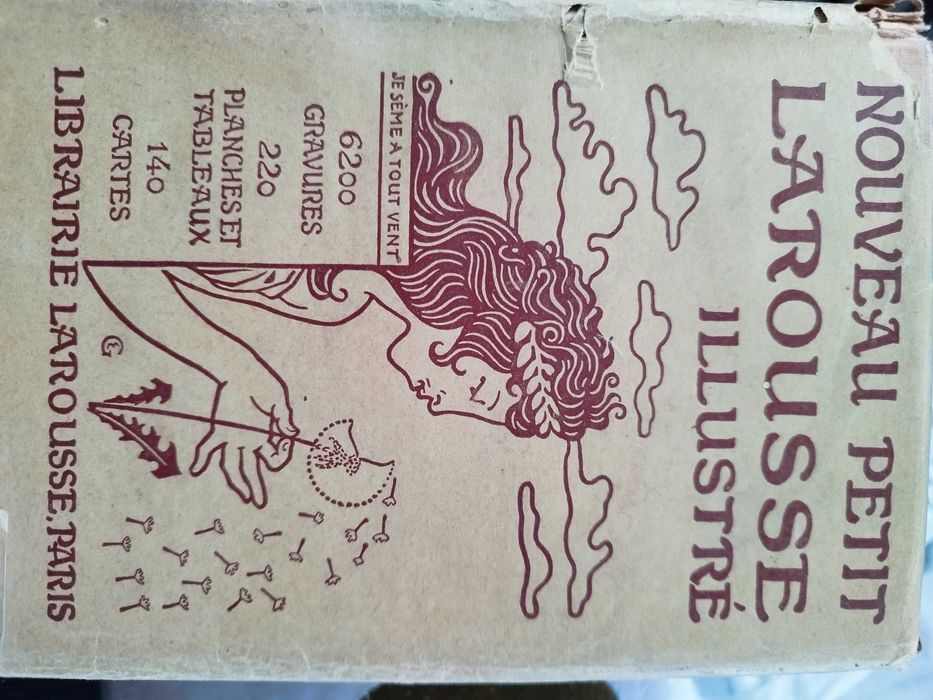 NOUVEAU PETIT
LAROUSSE
ILLUSTRÉ
JE SÈME A TOUT VENT
6200
GRAVURES
220
PLANCHES ET
TABLEAUX
140
CARTES
LIBRAIRIE LAROUSSE, PARIS